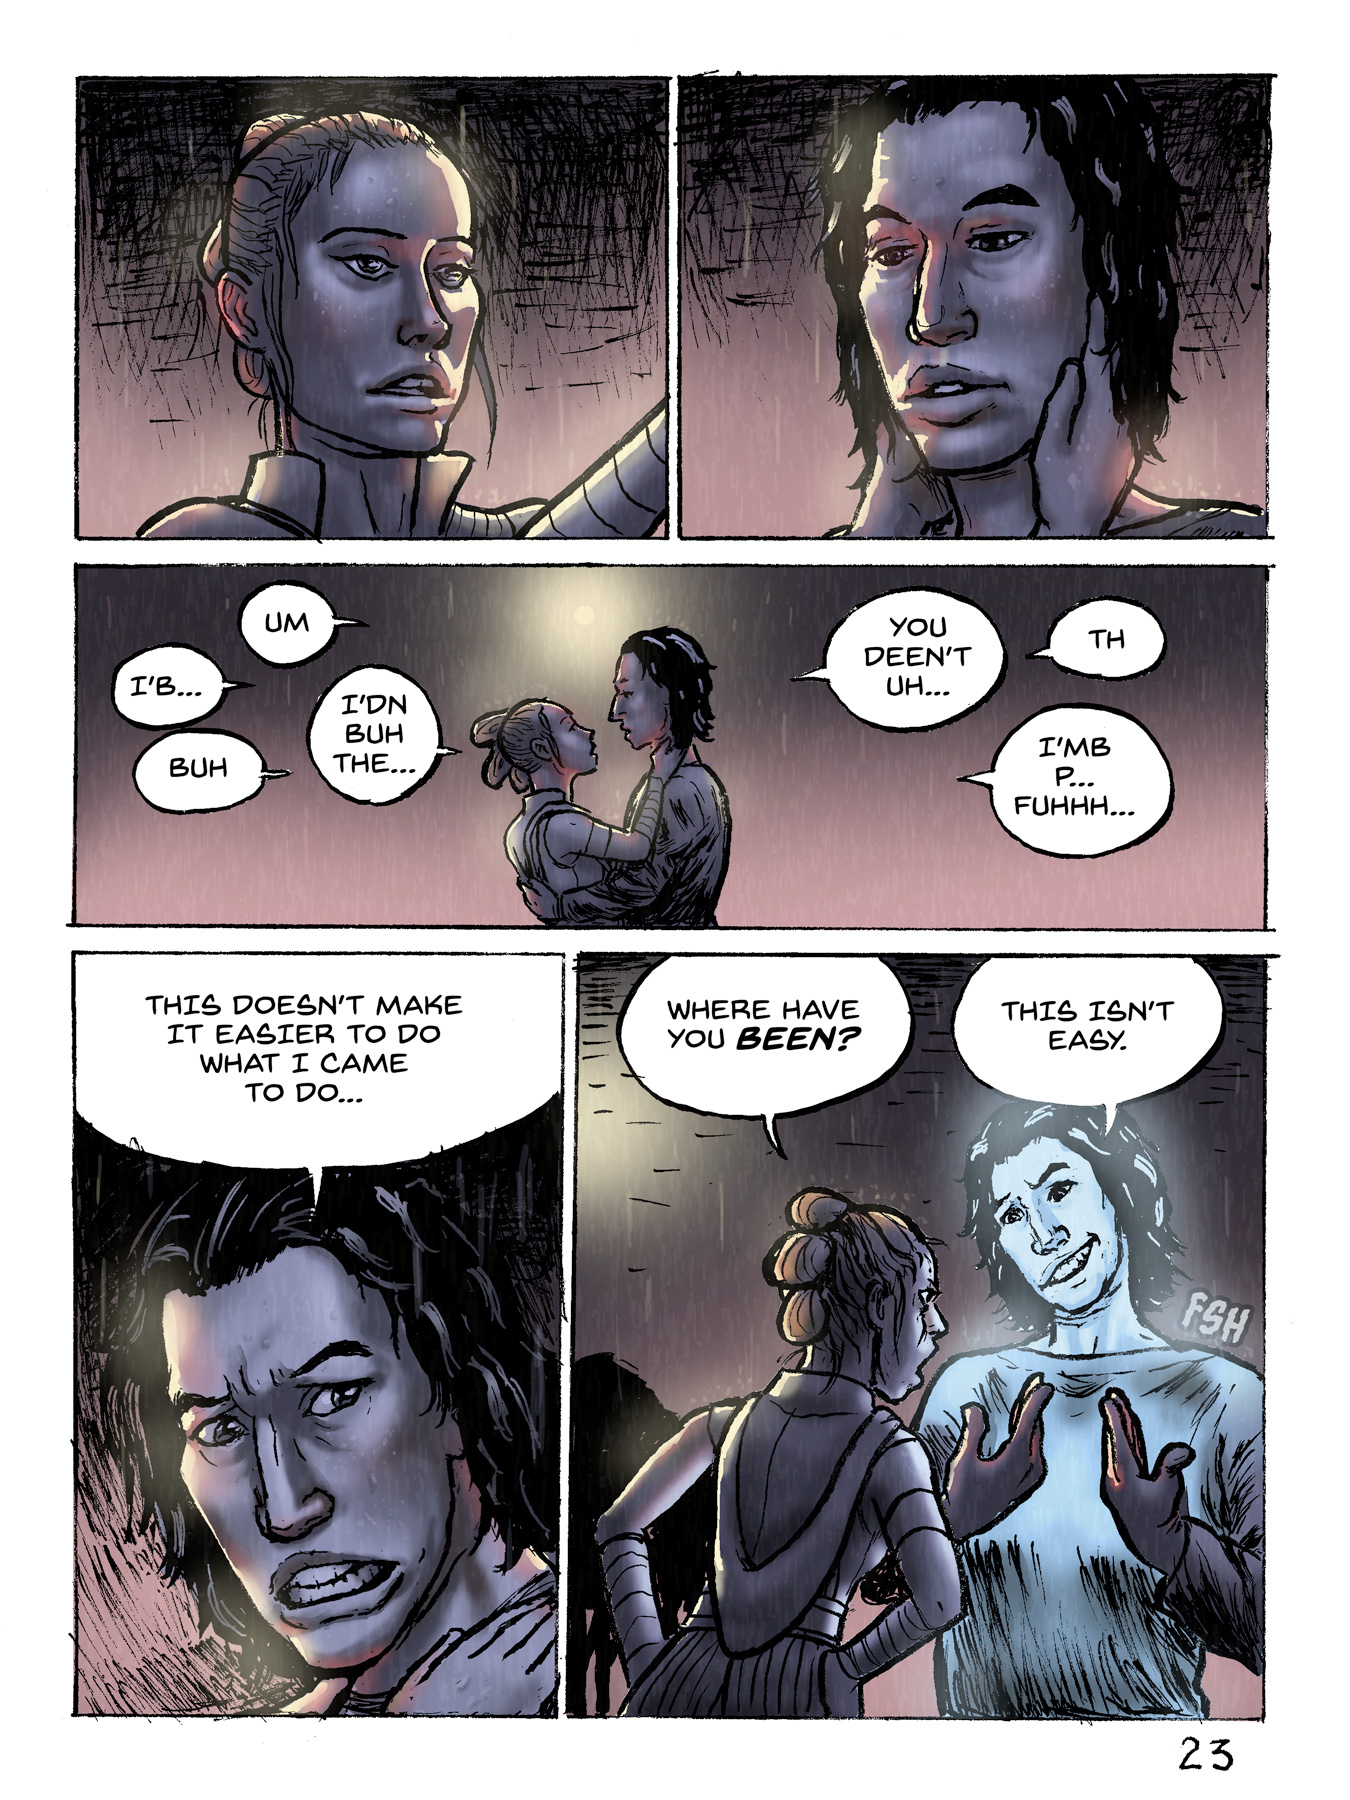 UM
I'B...
BUH
I'DN
BUH
THE...
YOU
DEEN'T
UH...
TH
I'MB
P...
FUHHH...
THIS DOESN'T MAKE
IT EASIER TO DO
WHAT I CAME
TO DO...
WHERE HAVE
YOU BEEN?
THIS ISN'T
EASY.
FSH
23